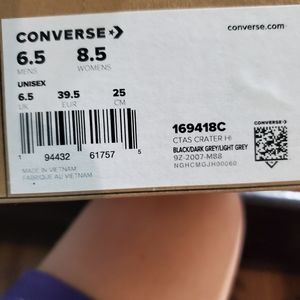 CONVERSE
converse.com
6.5 8.5
MENS WOMENS
UNISEX
6.5 39.5 25
UK EUR CM
1 94432 61757 5
169418C
CTAS CRATER HI
BLACK/DARK GREY/LIGHT GREY
9Z-2007-MB8
NGHCMGJH00060
CONVERSE
MADE IN VIETNAM
FABRIQUÉ AU VIETNAM